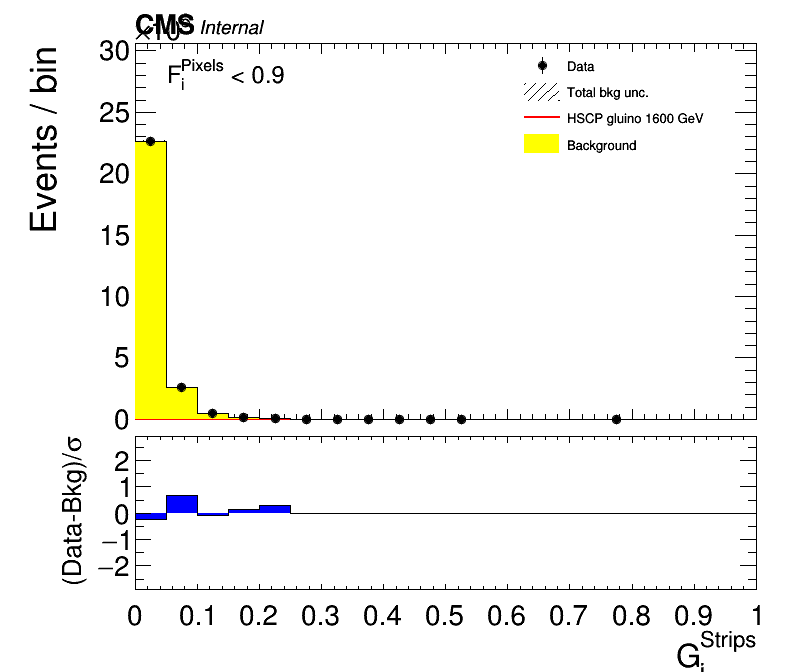 CMS Internal
×10³
F_i^Pixels < 0.9
Data
Total bkg unc.
HSCP gluino 1600 GeV
Background
Events / bin
30
25
20
15
10
5
0
(Data-Bkg)/σ
2
1
0
−1
−2
0 0.1 0.2 0.3 0.4 0.5 0.6 0.7 0.8 0.9 1
G_i^Strips